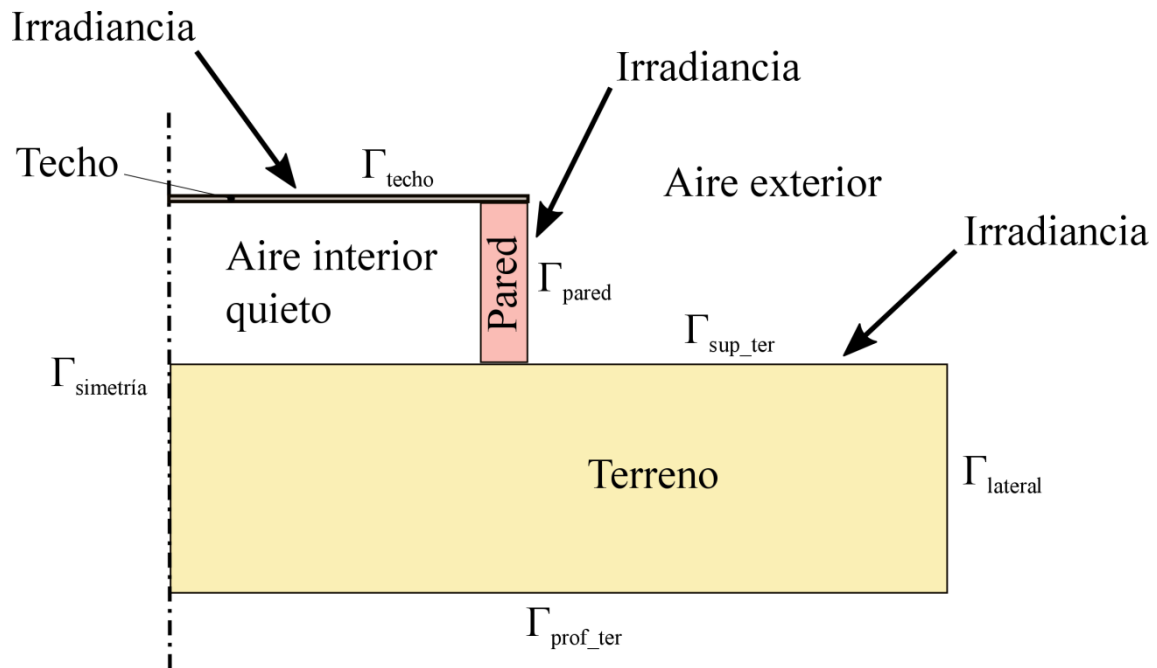 Irradiancia
Irradiancia
Techo
Γtecho
Aire exterior
Irradiancia
Aire interior
quieto
Pared
Γpared
Γsup_ter
Γsimetría
Terreno
Γlateral
Γprof_ter